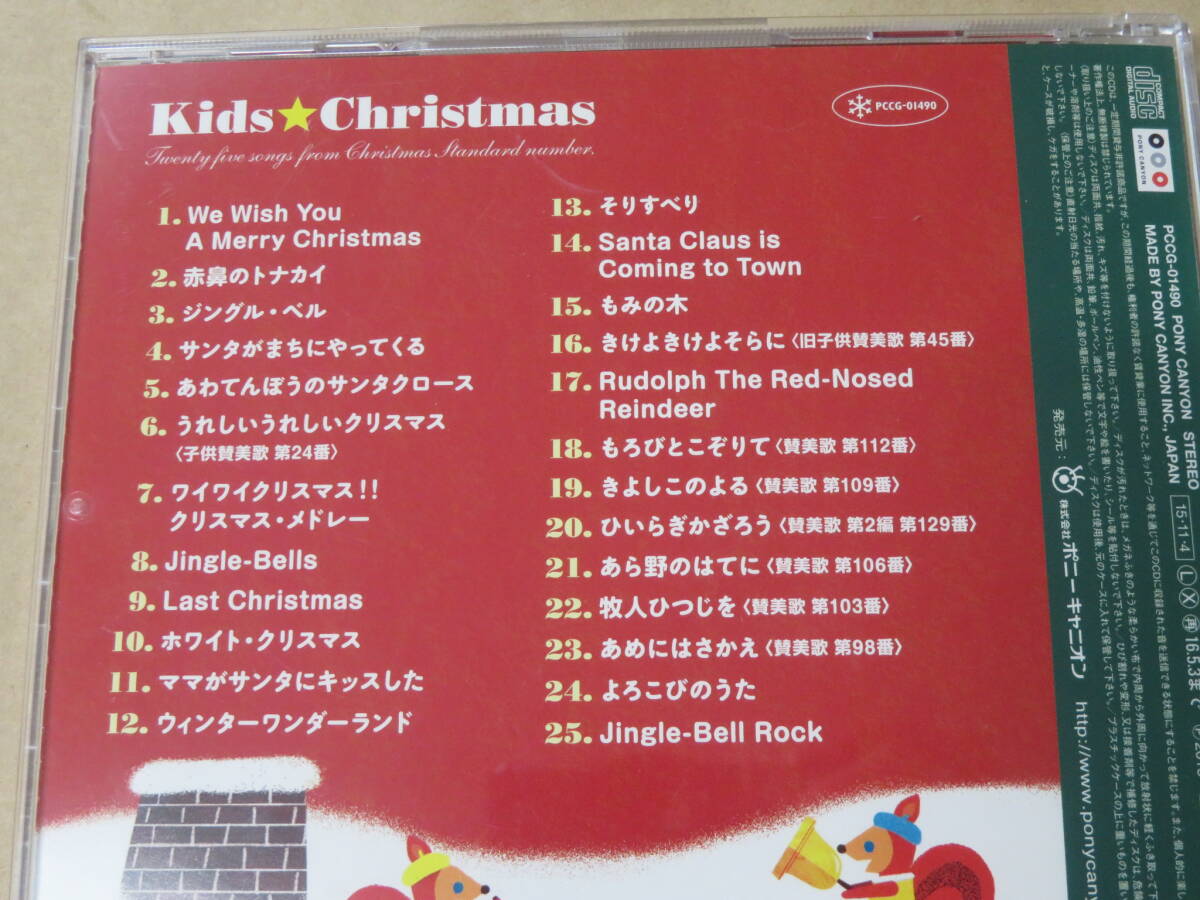 Kids★Christmas
Twenty five songs from Christmas Standard number.
PCCG-01490
1. We Wish You
A Merry Christmas
2. 赤鼻のトナカイ
3. ジングル・ベル
4. サンタがまちにやってくる
5. あわてんぼうのサンタクロース
6. うれしいうれしいクリスマス
〈子供賛美歌 第24番〉
7. ワイワイクリスマス!!
クリスマス・メドレー
8. Jingle-Bells
9. Last Christmas
10. ホワイト・クリスマス
11. ママがサンタにキッスした
12. ウィンターワンダーランド
13. そりすべり
14. Santa Claus is
Coming to Town
15. もみの木
16. きけよきけよそらに〈旧子供賛美歌 第45番〉
17. Rudolph The Red-Nosed
Reindeer
18. もろびとこぞりて〈賛美歌 第112番〉
19. きよしこのよる〈賛美歌 第109番〉
20. ひいらぎかざろう〈賛美歌 第2編 第129番〉
21. あら野のはてに〈賛美歌 第106番〉
22. 牧人ひつじを〈賛美歌 第103番〉
23. あめにはさかえ〈賛美歌 第98番〉
24. よろこびのうた
25. Jingle-Bell Rock
COMPACT
disc
DIGITAL AUDIO
PONY CANYON
PCCG-01490 PONY CANYON STEREO
MADE BY PONY CANYON INC., JAPAN
15·11·4 L X 再 16.5.3まで
発売元: 株式会社ポニーキャニオン http://www.ponycany